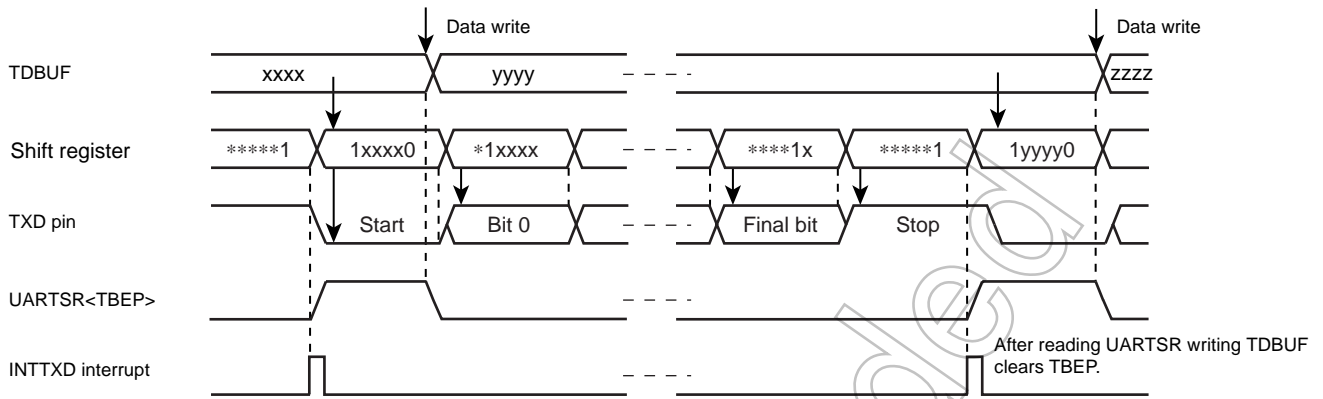 Data write
Data write
TDBUF
xxxx
yyyy
zzzz
Shift register
*****1
1xxxx0
*1xxxx
****1x
*****1
1yyyy0
TXD pin
Start
Bit 0
Final bit
Stop
UARTSR<TBEP>
After reading UARTSR writing TDBUF
clears TBEP.
INTTXD interrupt